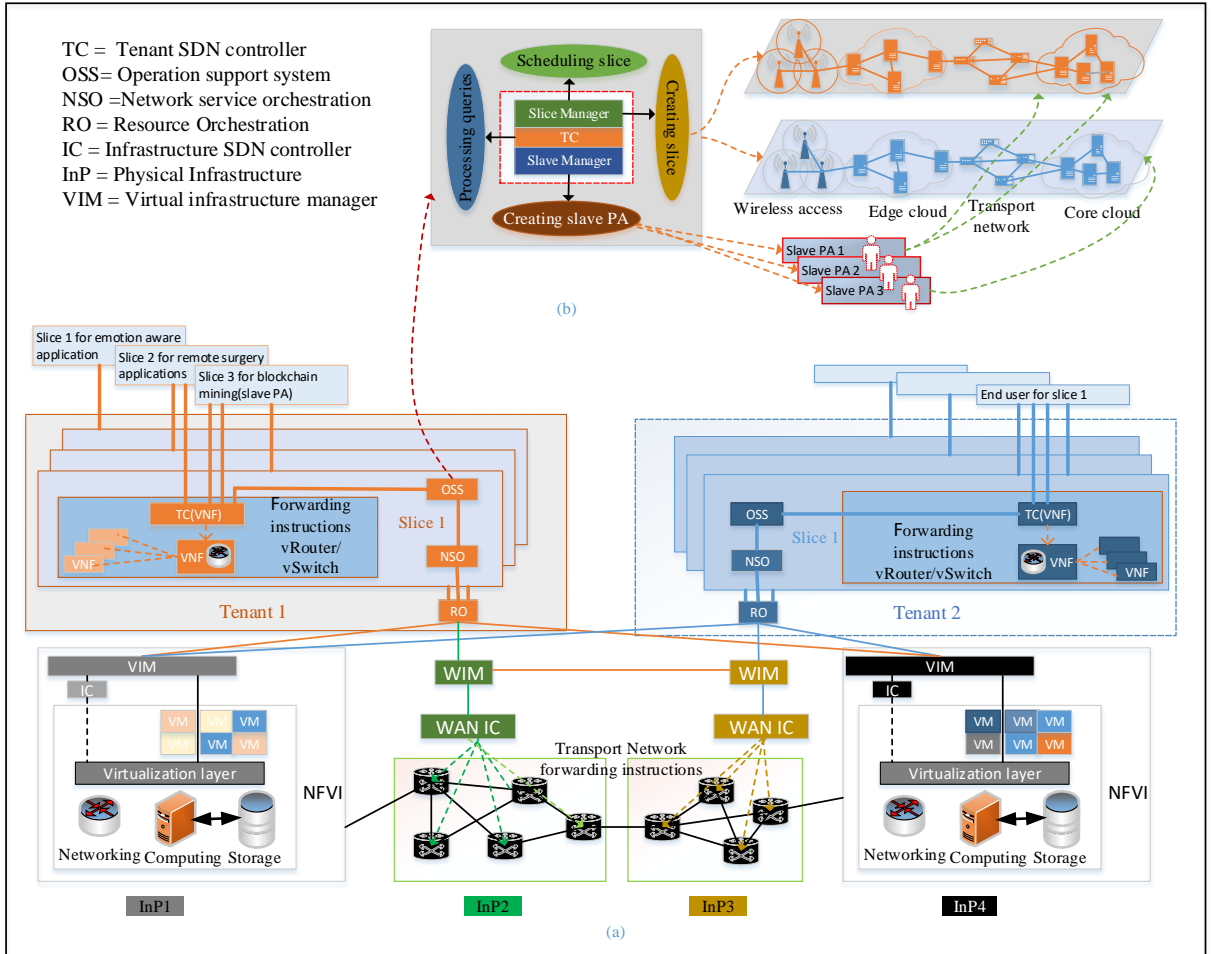 TC = Tenant SDN controller
OSS= Operation support system
NSO =Network service orchestration
RO = Resource Orchestration
IC = Infrastructure SDN controller
InP = Physical Infrastructure
VIM = Virtual infrastructure manager
Scheduling slice
Processing queries
Slice Manager
TC
Slave Manager
Creating slice
Creating slave PA
Wireless access
Edge cloud
Transport
network
Core cloud
Slave PA 1
Slave PA 2
Slave PA 3
(b)
Slice 1 for emotion aware
application
Slice 2 for remote surgery
applications
Slice 3 for blockchain
mining(slave PA)
End user for slice 1
TC(VNF)
Forwarding
instructions
vRouter/
vSwitch
VNF
VNF
OSS
Slice 1
NSO
RO
Tenant 1
OSS
Slice 1
NSO
RO
Forwarding
instructions
vRouter/vSwitch
TC(VNF)
VNF
VNF
Tenant 2
VIM
IC
VM VM VM
VM VM VM
Virtualization layer
NFVI
Networking Computing Storage
WIM
WAN IC
WIM
WAN IC
Transport Network
forwarding instructions
VIM
IC
VM VM VM
VM VM VM
Virtualization layer
NFVI
Networking Computing Storage
InP1
InP2
InP3
InP4
(a)